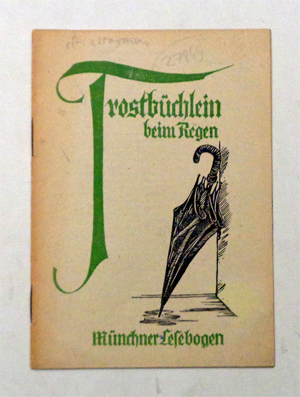 Trostbüchlein
beim Regen
Münchner Lesebogen